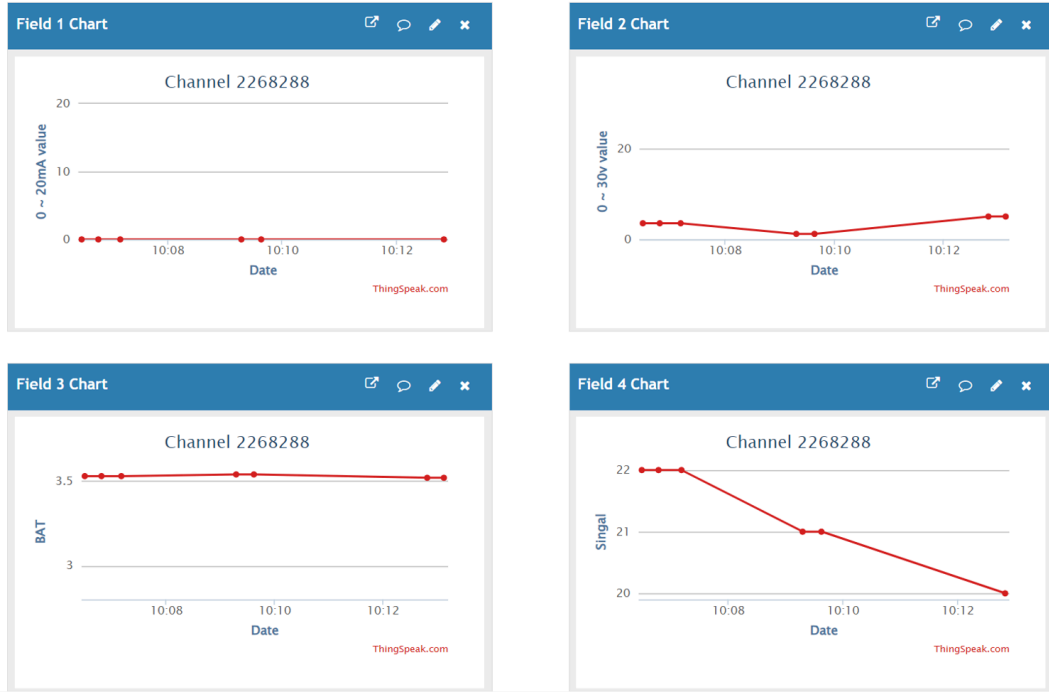 Field 1 Chart
Channel 2268288
0 ~ 20mA value
20
10
0
10:08
10:10
10:12
Date
ThingSpeak.com
Field 2 Chart
Channel 2268288
0 ~ 30v value
20
0
10:08
10:10
10:12
Date
ThingSpeak.com
Field 3 Chart
Channel 2268288
BAT
3.5
3
10:08
10:10
10:12
Date
ThingSpeak.com
Field 4 Chart
Channel 2268288
Singal
22
21
20
10:08
10:10
10:12
Date
ThingSpeak.com